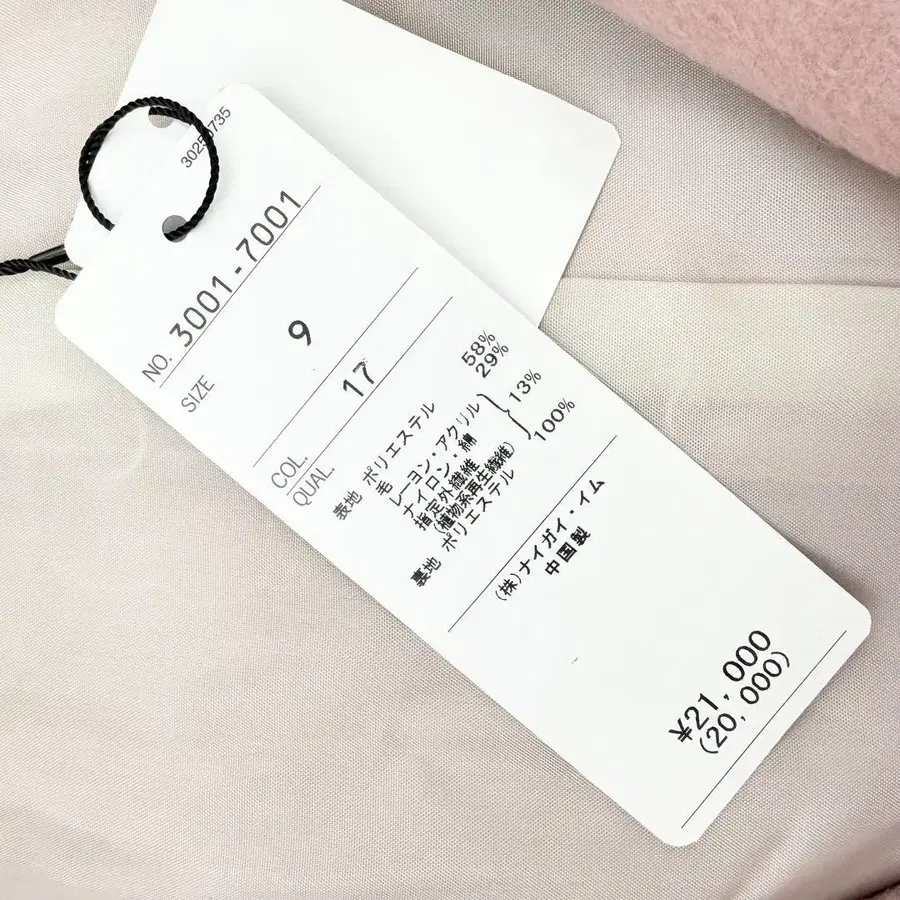 NO. 3001-7001
SIZE 9
COL. 17
QUAL.
表地 ポリエステル 58%
毛 29%
レーヨン・アクリル
ナイロン・綿 13%
指定外繊維
(植物系再生繊維)
裏地 ポリエステル 100%
(株)ナイガイ・イム
中国製
¥21,000
(20,000)